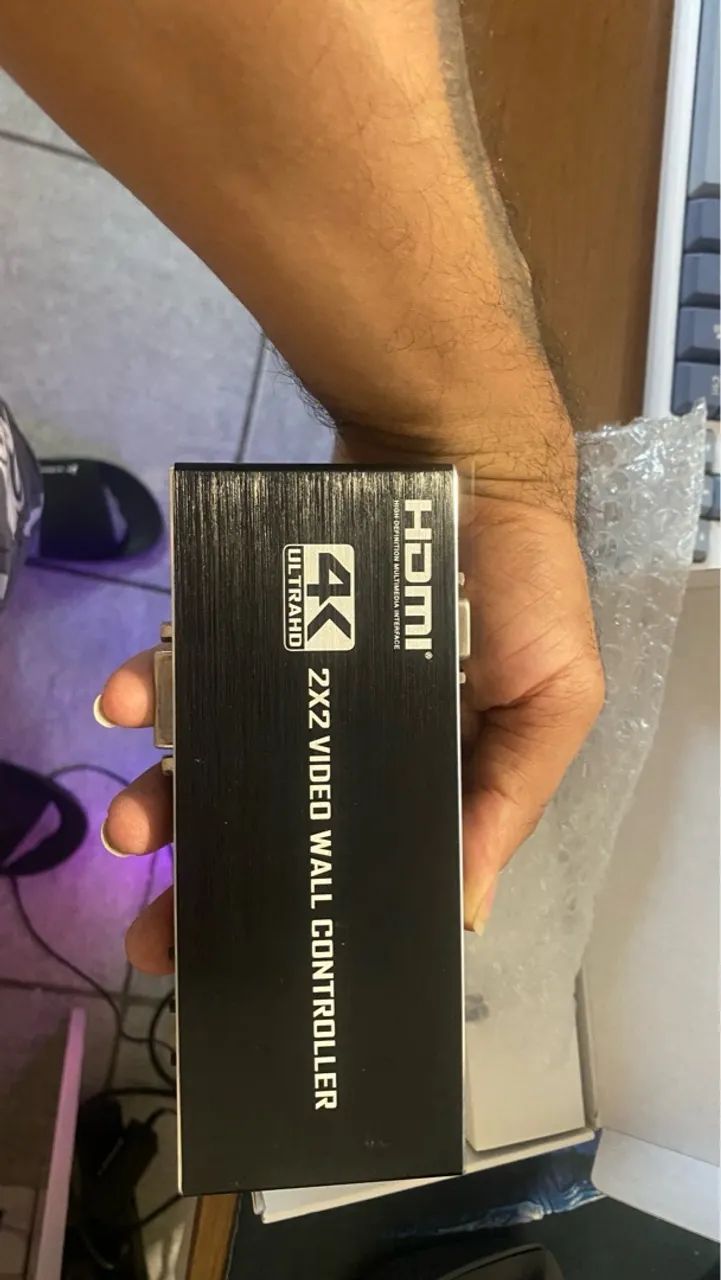 HDMI®
HIGH-DEFINITION MULTIMEDIA INTERFACE
4K
ULTRAHD
2X2 VIDEO WALL CONTROLLER